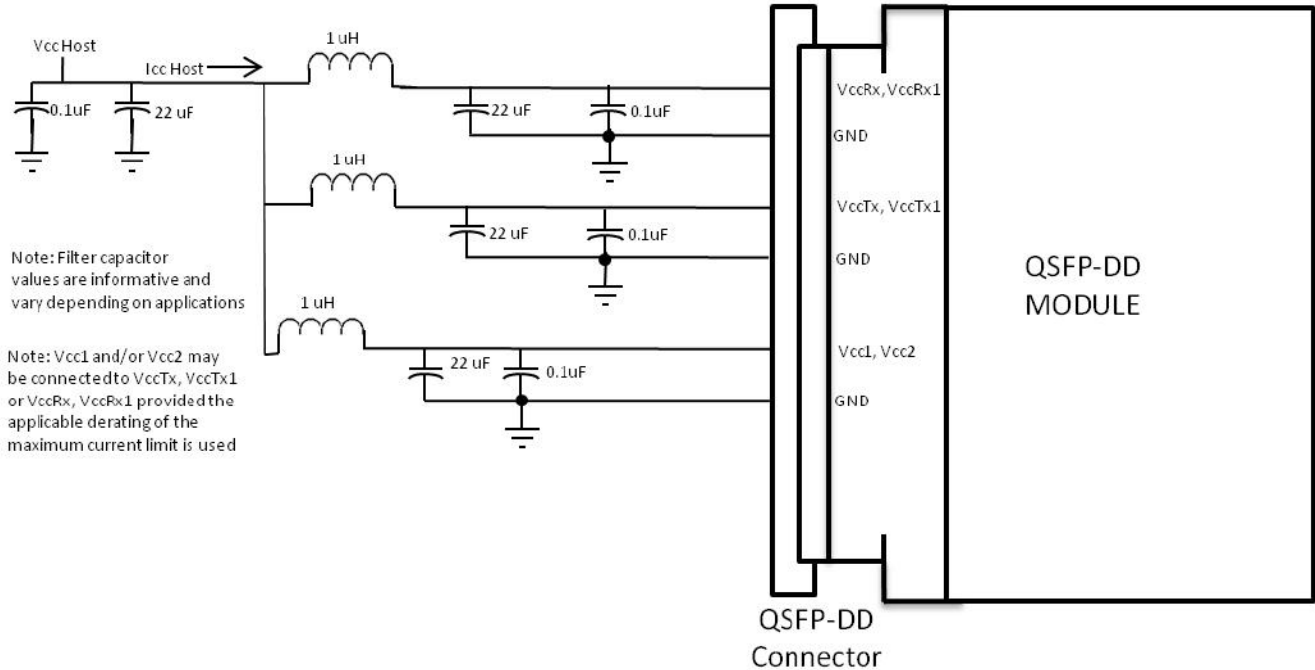 Vcc Host
Icc Host
0.1uF
22 uF
1 uH
22 uF
0.1uF
VccRx, VccRx1
GND
1 uH
22 uF
0.1uF
VccTx, VccTx1
GND
Note: Filter capacitor
values are informative and
vary depending on applications
1 uH
22 uF
0.1uF
Vcc1, Vcc2
GND
Note: Vcc1 and/or Vcc2 may
be connected to VccTx, VccTx1
or VccRx, VccRx1 provided the
applicable derating of the
maximum current limit is used
QSFP-DD
MODULE
QSFP-DD
Connector